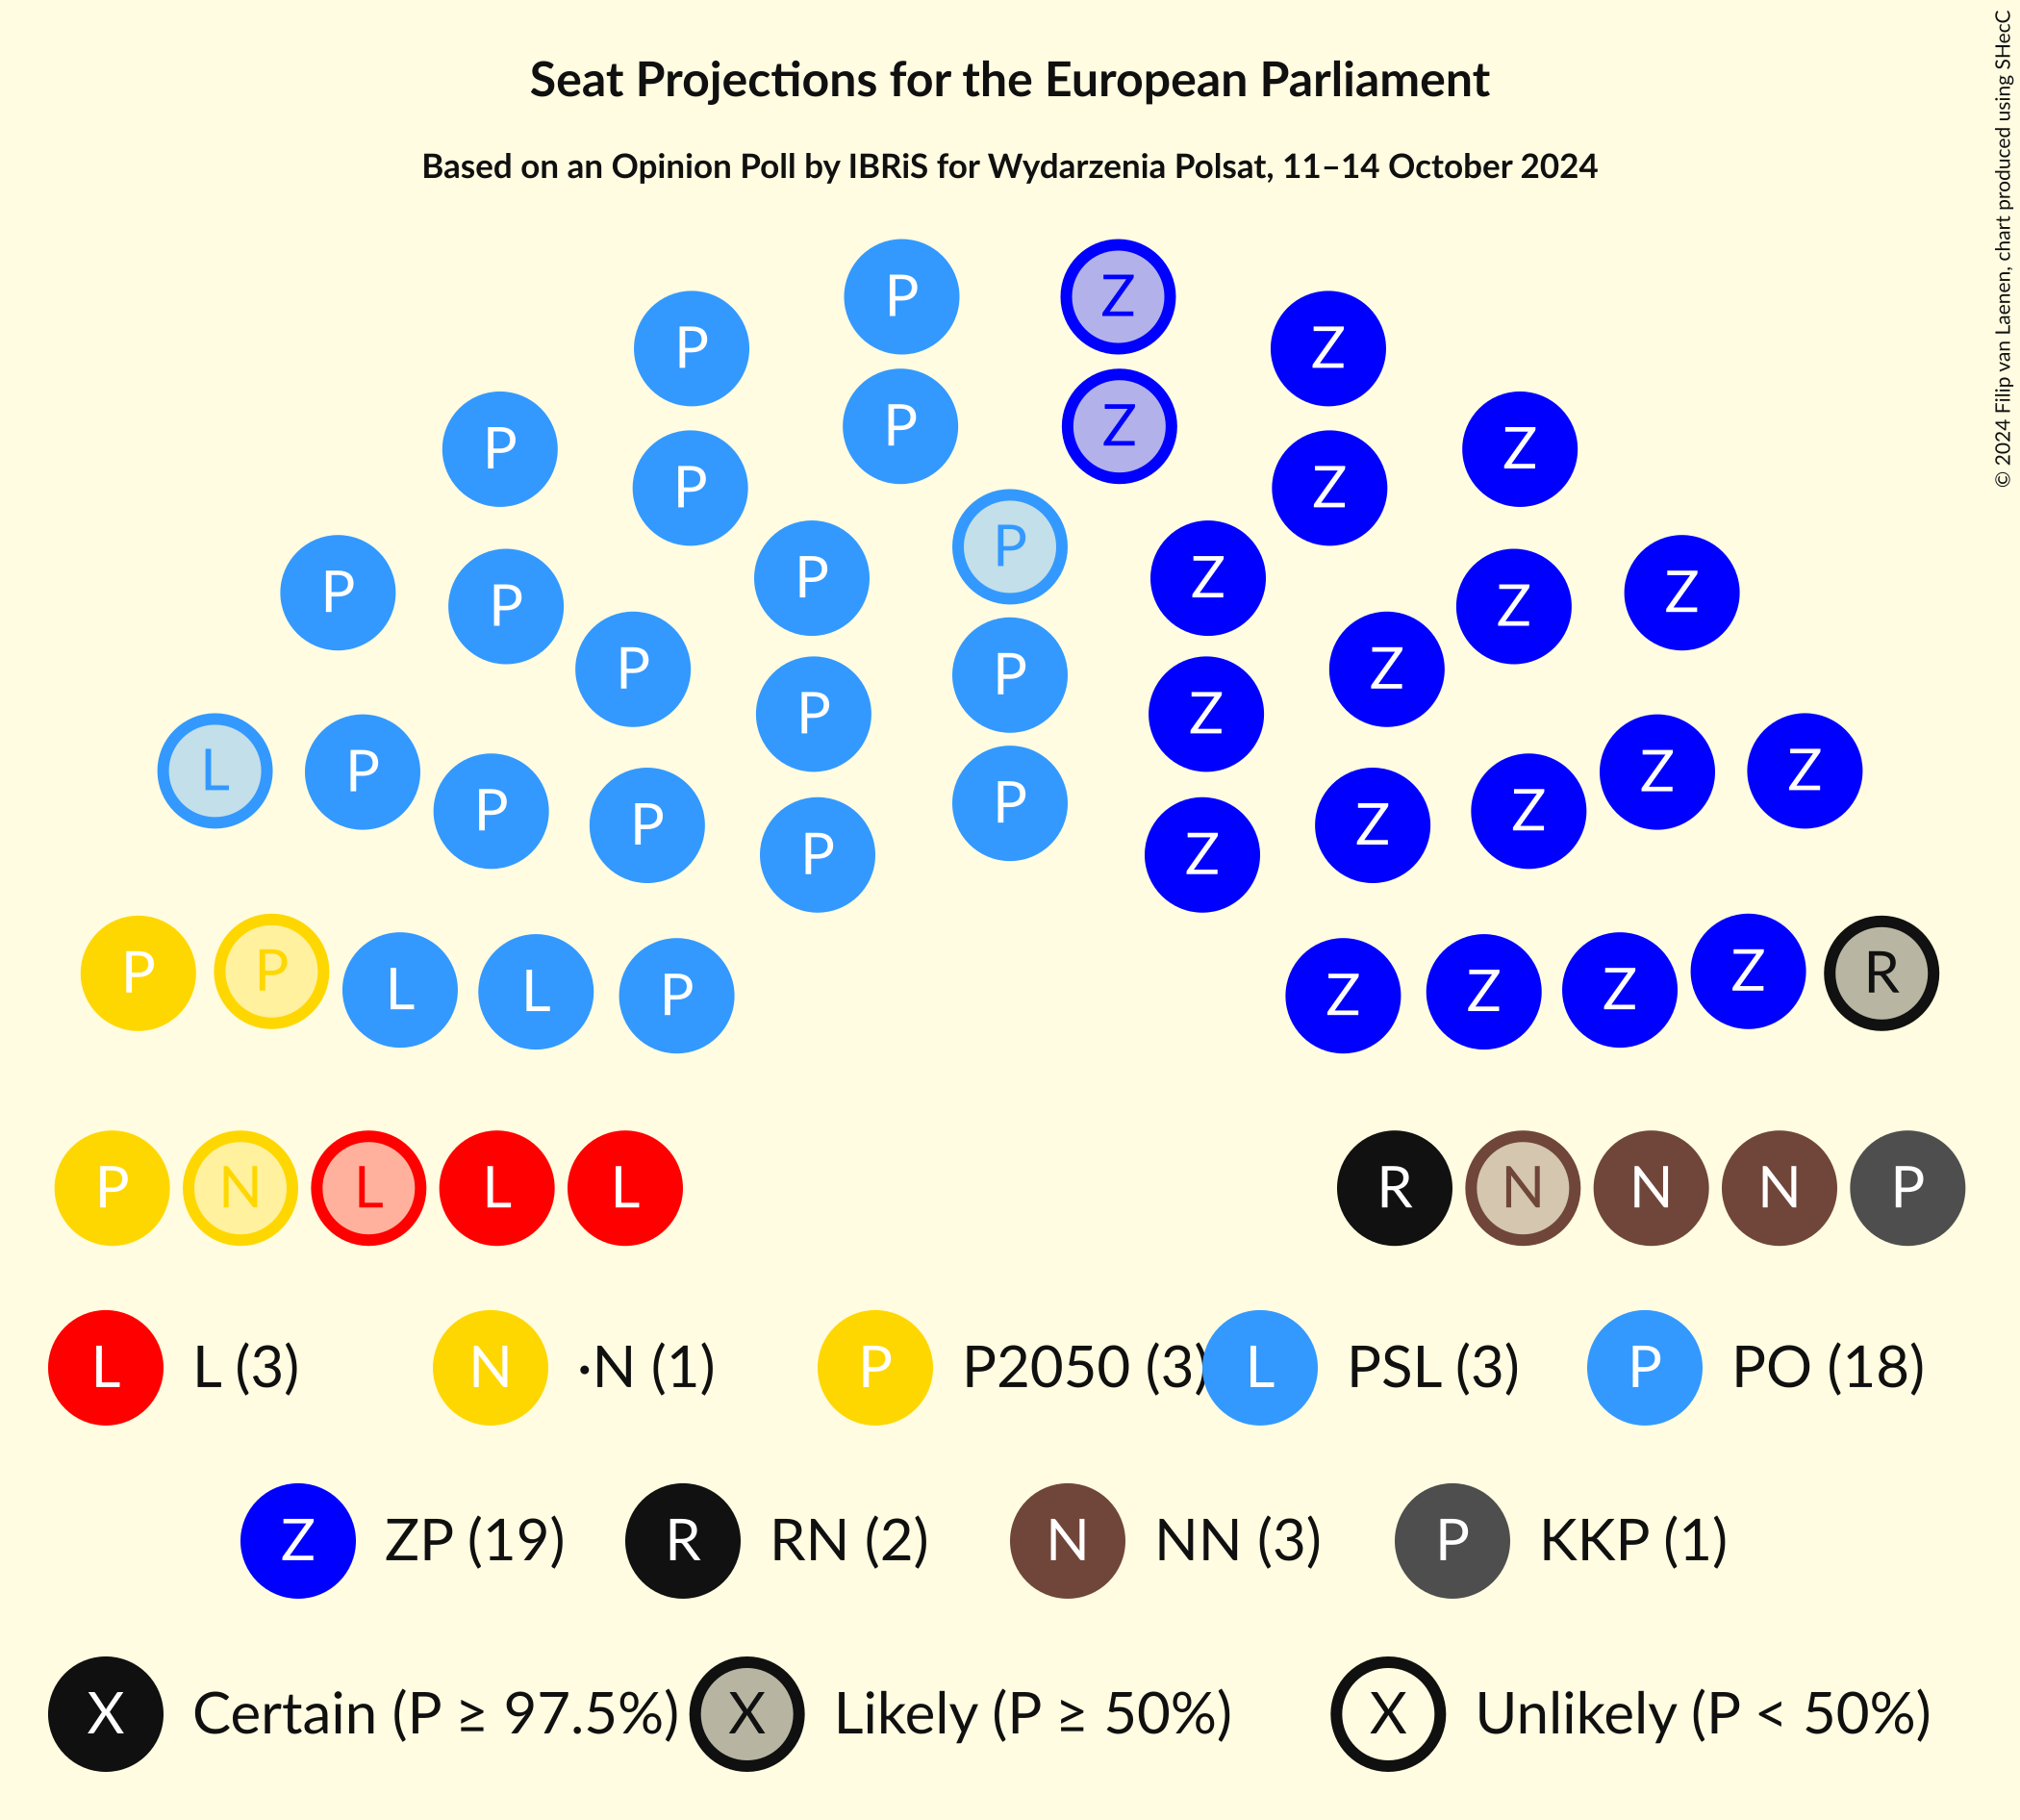 Seat Projections for the European Parliament
Based on an Opinion Poll by IBRiS for Wydarzenia Polsat, 11–14 October 2024
© 2024 Filip van Laenen, chart produced using SHecC
P Z
P Z
P Z
P Z
P Z
P
P Z
P Z
P Z
P Z
P
P Z
L Z
P Z
P Z
P Z
P
P Z
P Z R
P L L P Z Z Z
P N L L L R N N N P
L L (3) N ·N (1) P P2050 (3) L PSL (3) P PO (18)
Z ZP (19) R RN (2) N NN (3) P KKP (1)
X Certain (P ≥ 97.5%) X Likely (P ≥ 50%) X Unlikely (P < 50%)